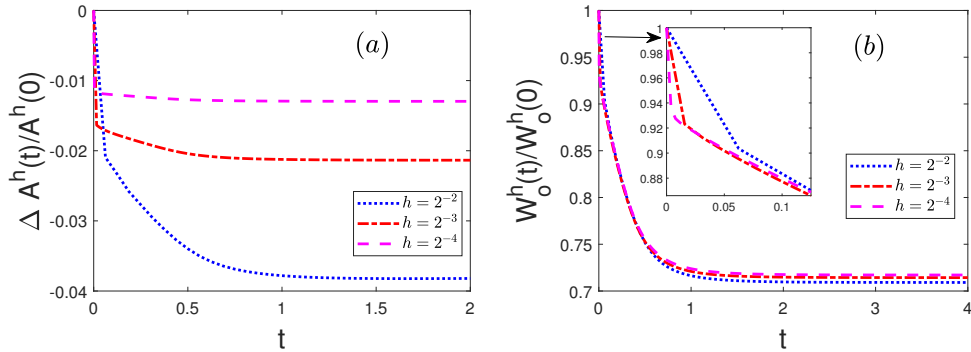 (a)
Δ A^h(t)/A^h(0)
0
-0.01
-0.02
-0.03
-0.04
h = 2^{-2}
h = 2^{-3}
h = 2^{-4}
0 0.5 1 1.5 2
t
(b)
W_o^h(t)/W_o^h(0)
1
0.95
0.9
0.85
0.8
0.75
0.7
1
0.98
0.96
0.94
0.92
0.9
0.88
0 0.05 0.1
h = 2^{-2}
h = 2^{-3}
h = 2^{-4}
0 1 2 3 4
t